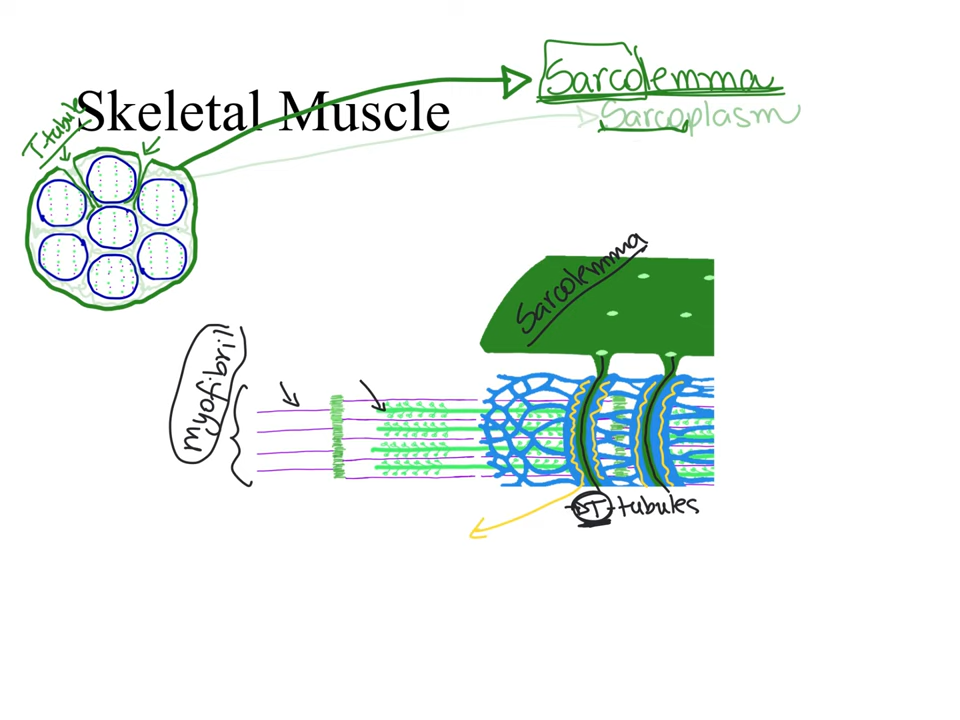 Sarcolemma
Skeletal Muscle
Sarcoplasm
T-tubule
Sarcolemma
myofibril
T-tubules